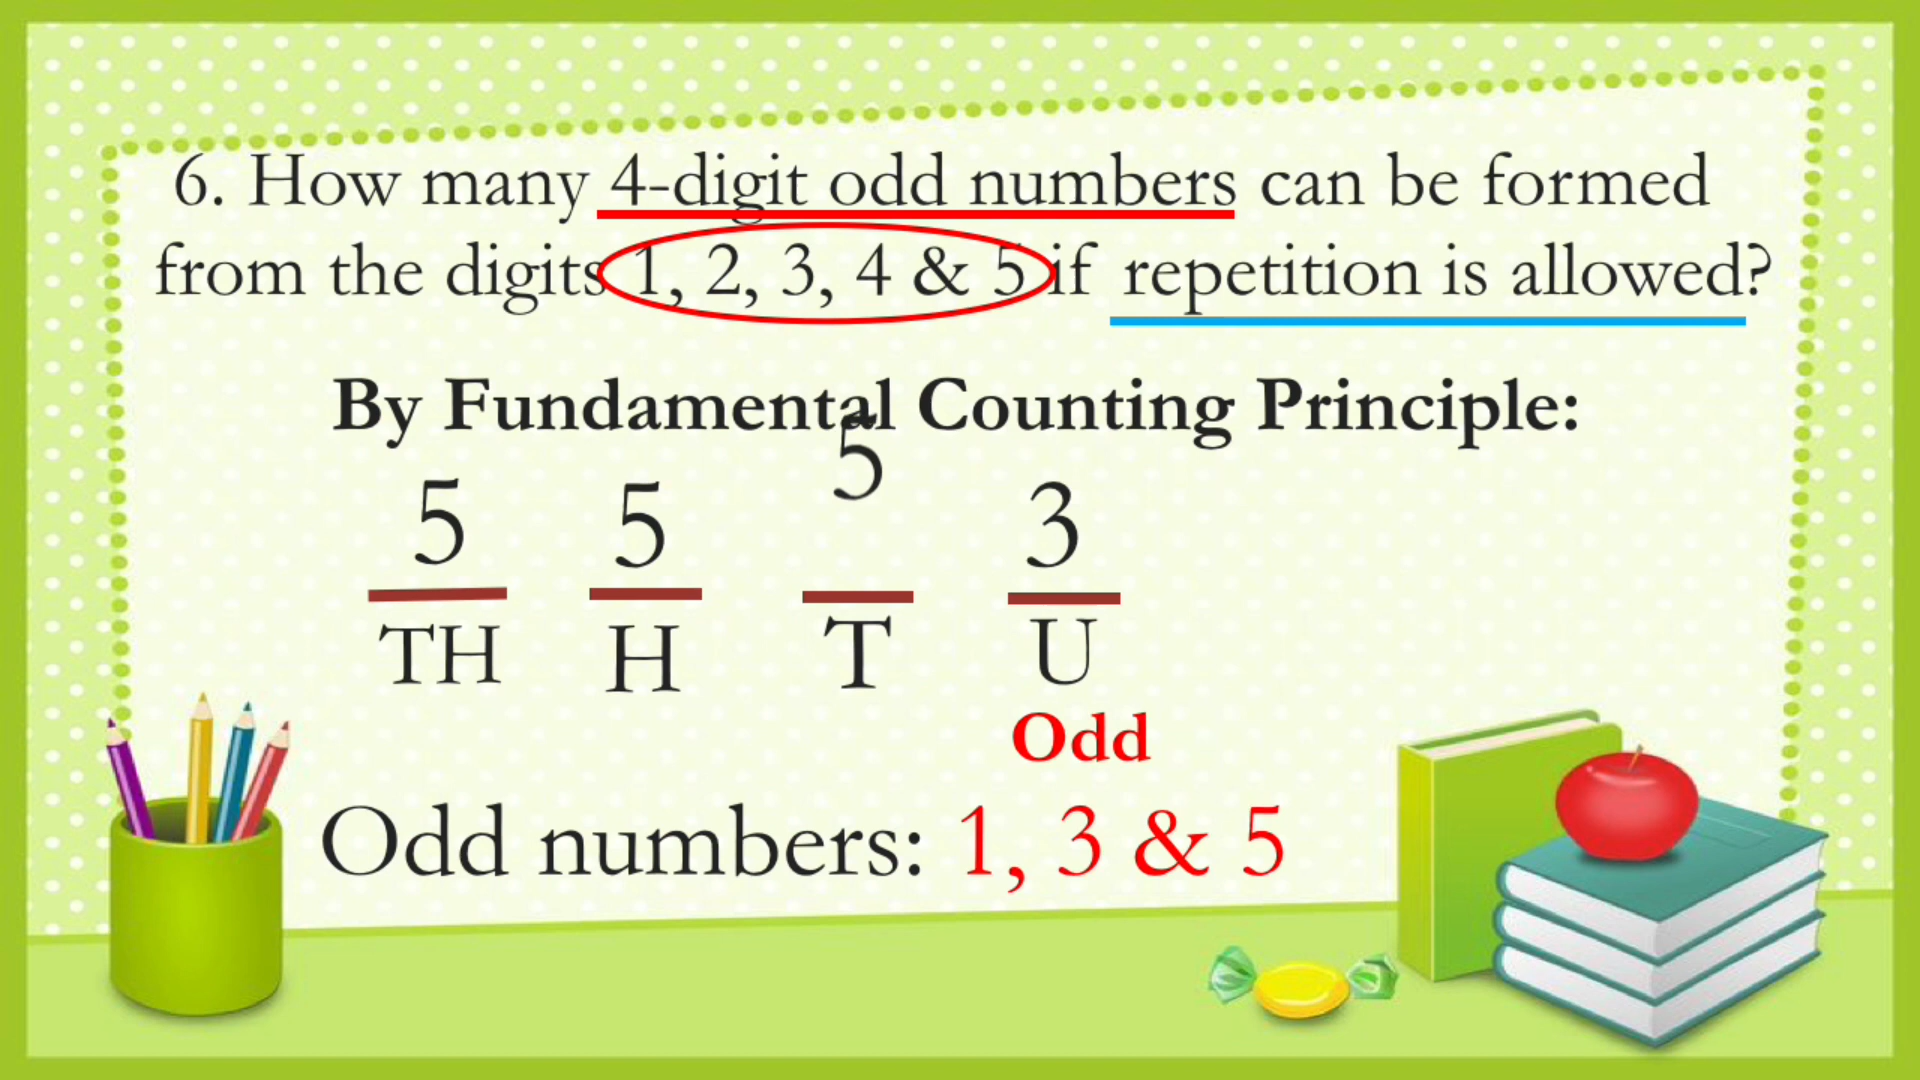 6. How many 4-digit odd numbers can be formed
from the digits 1, 2, 3, 4 & 5 if repetition is allowed?
By Fundamental Counting Principle:
5 5 5 3
TH H T U
Odd
Odd numbers: 1, 3 & 5